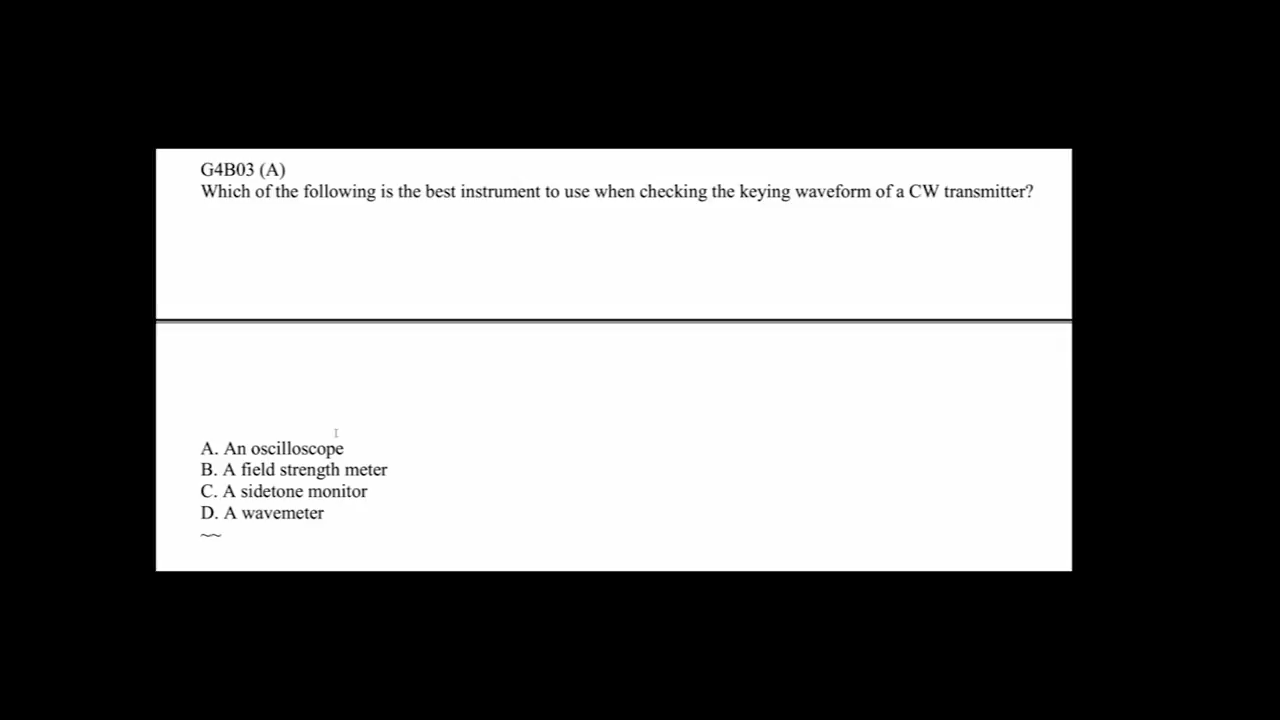 G4B03 (A)
Which of the following is the best instrument to use when checking the keying waveform of a CW transmitter?
A. An oscilloscope
B. A field strength meter
C. A sidetone monitor
D. A wavemeter
~~